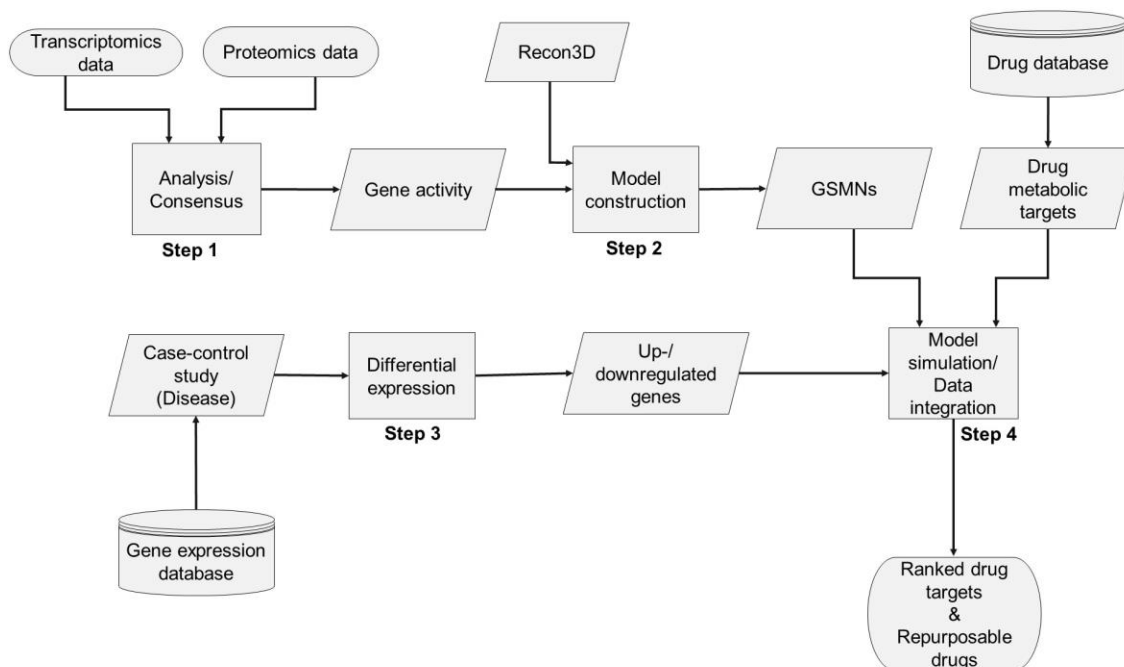 Transcriptomics
data
Proteomics data
Recon3D
Drug database
Analysis/
Consensus
Step 1
Gene activity
Model
construction
Step 2
GSMNs
Drug
metabolic
targets
Case-control
study
(Disease)
Differential
expression
Step 3
Up-/
downregulated
genes
Model
simulation/
Data
integration
Step 4
Gene expression
database
Ranked drug
targets
&
Repurposable
drugs